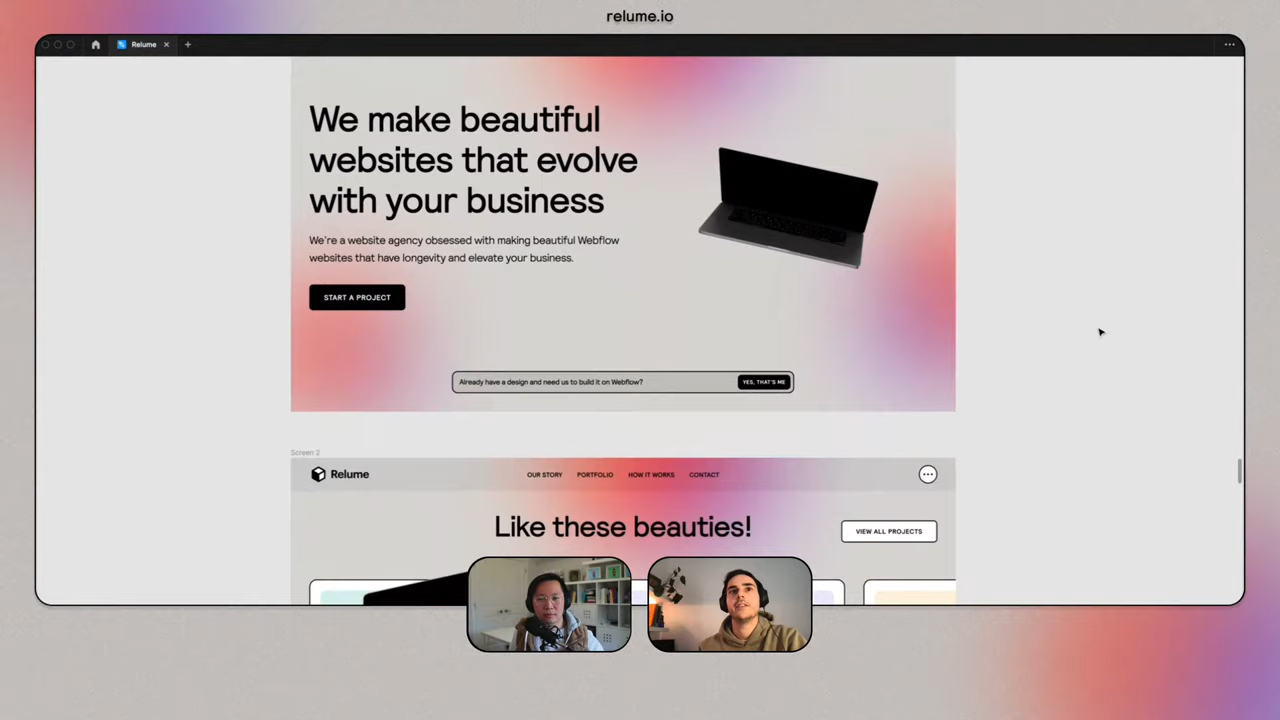 relume.io
Relume
We make beautiful
websites that evolve
with your business
We're a website agency obsessed with making beautiful Webflow
websites that have longevity and elevate your business.
START A PROJECT
Already have a design and need us to build it on Webflow?
YES, THAT'S ME
Screen 2
Relume
OUR STORY
PORTFOLIO
HOW IT WORKS
CONTACT
Like these beauties!
VIEW ALL PROJECTS